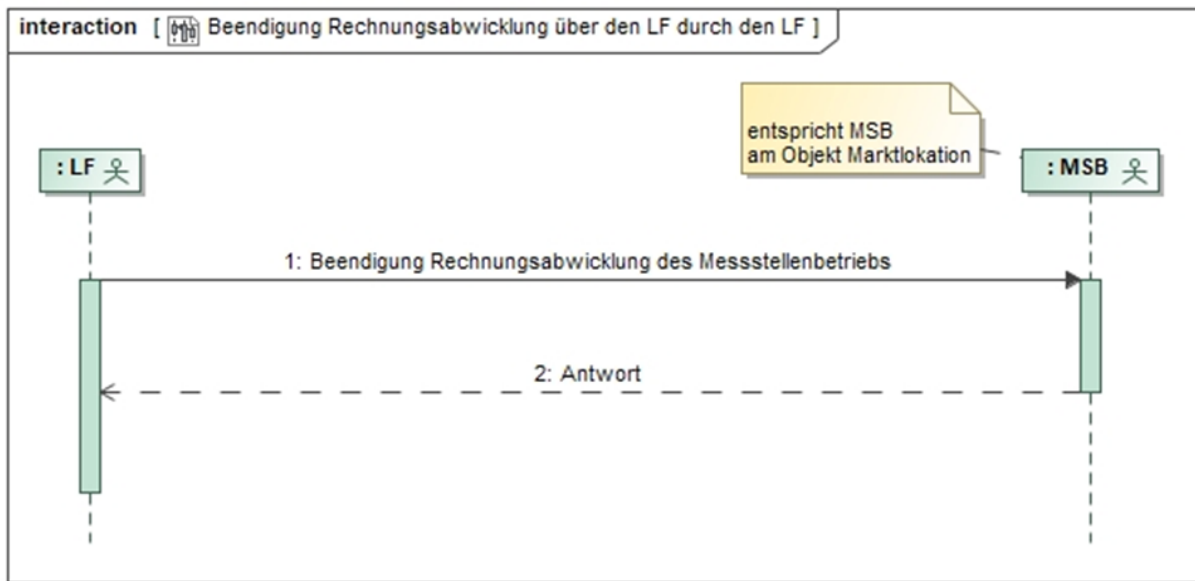 interaction [ Beendigung Rechnungsabwicklung über den LF durch den LF ]
entspricht MSB
am Objekt Marktlokation
: LF
: MSB
1: Beendigung Rechnungsabwicklung des Messstellenbetriebs
2: Antwort